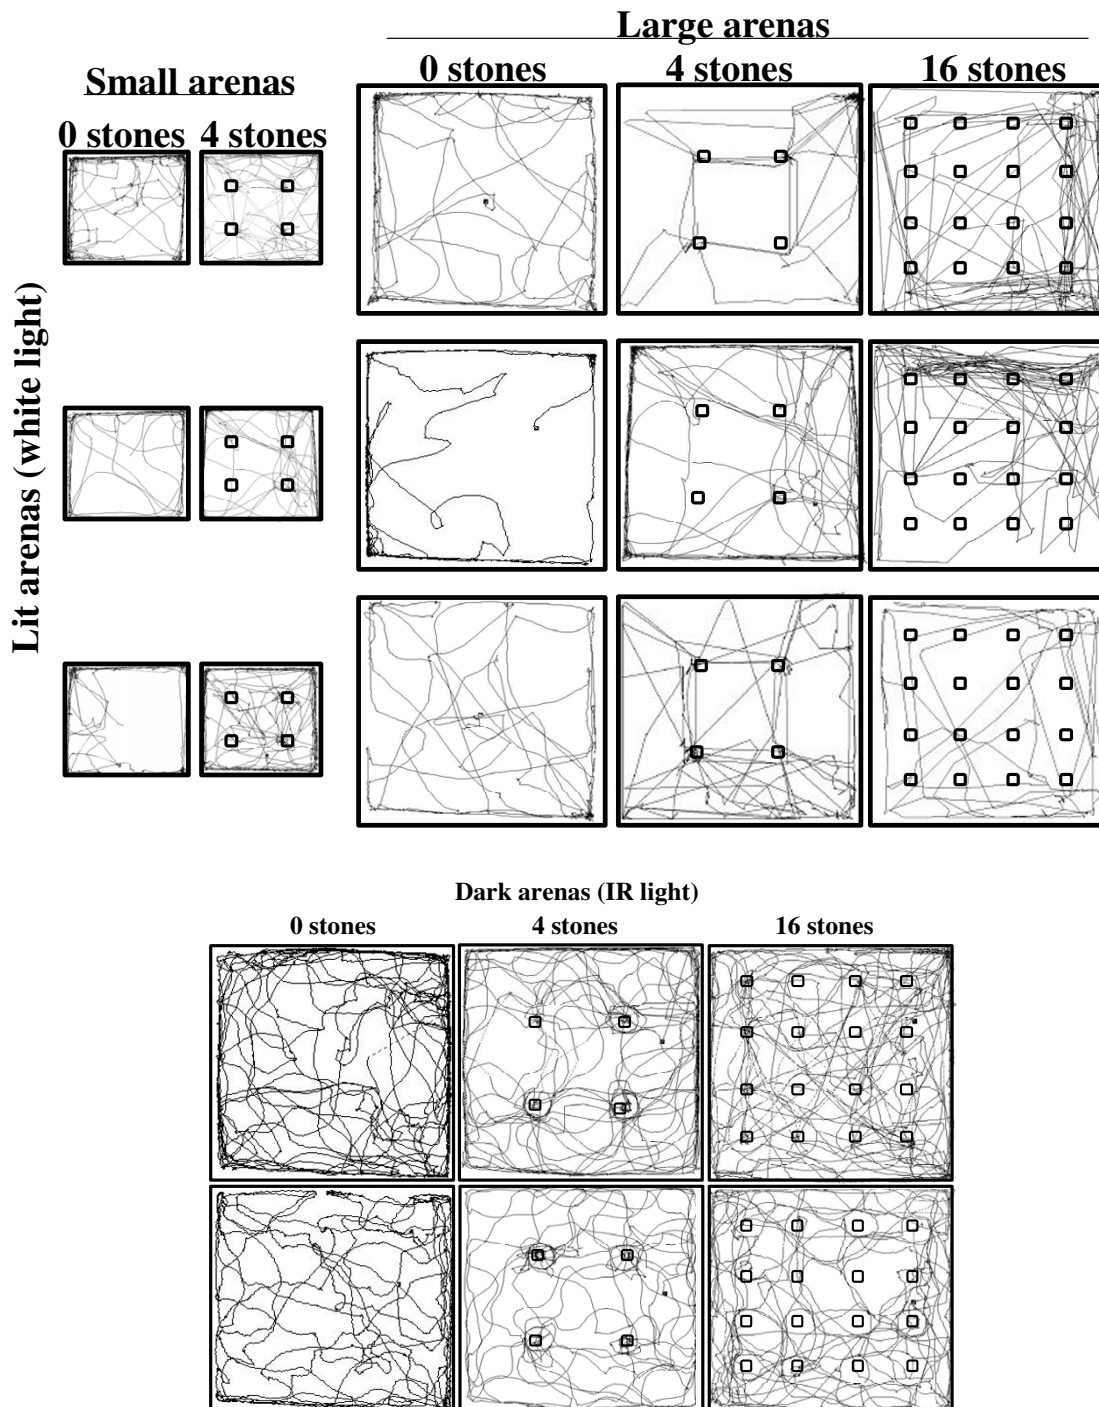 Large arenas
Small arenas
0 stones 4 stones 16 stones
0 stones 4 stones
Lit arenas (white light)
Dark arenas (IR light)
0 stones 4 stones 16 stones